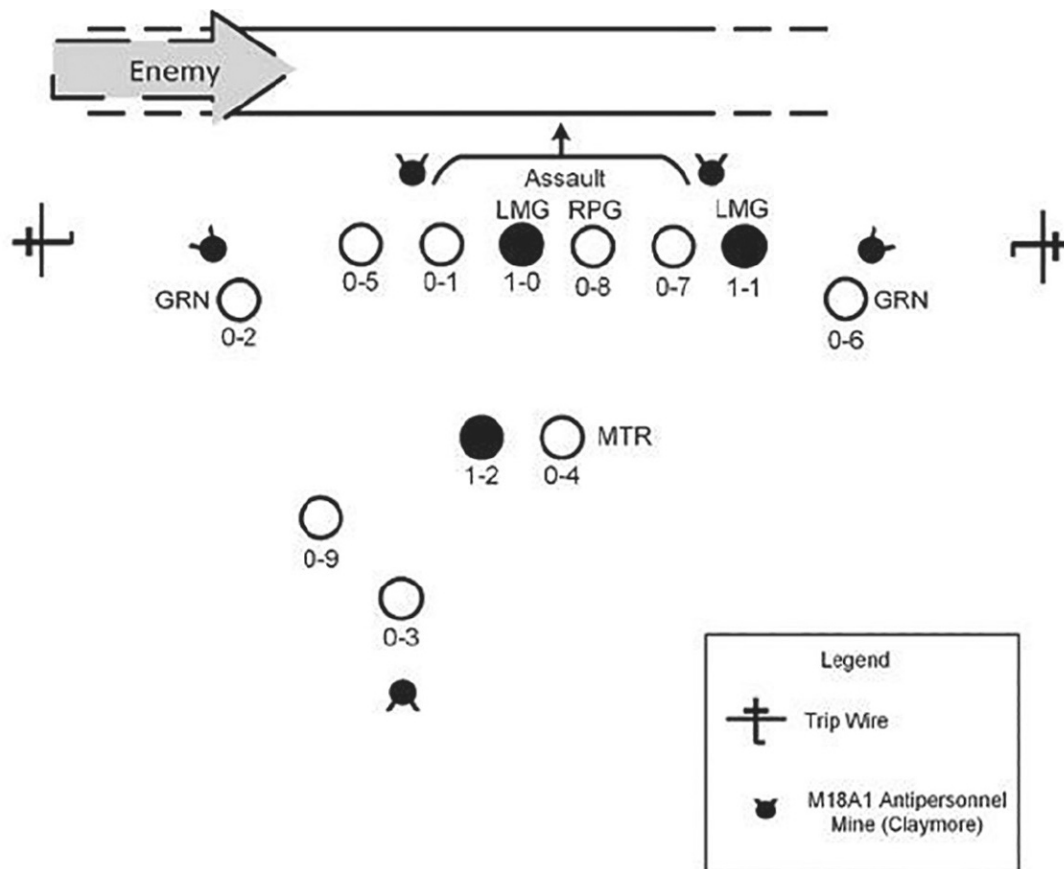 Enemy
Assault
LMG RPG LMG
0-5 0-1 1-0 0-8 0-7 1-1
GRN GRN
0-2 0-6
MTR
1-2 0-4
0-9
0-3
Legend
Trip Wire
M18A1 Antipersonnel
Mine (Claymore)